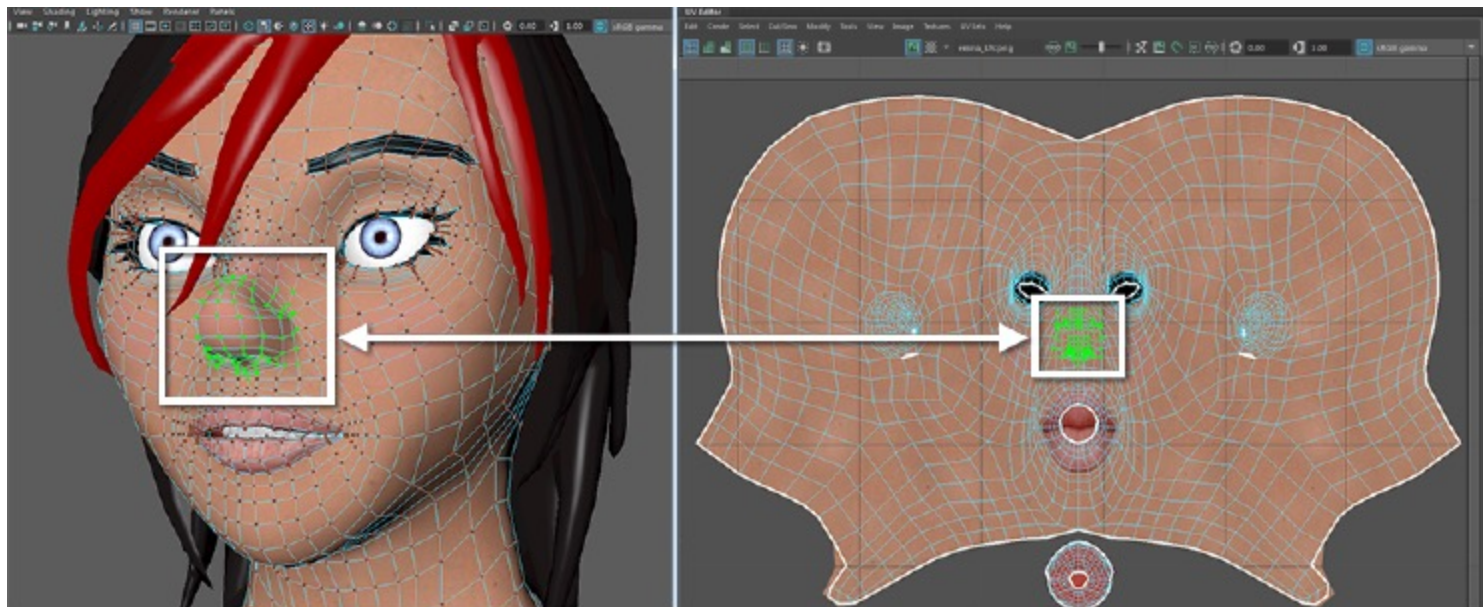 View Shading Lighting Show Renderer Panels
0.00 1.00 sRGB gamma
UV Editor
Edit Create Select Cut/Sew Modify Tools View Image Textures UV Sets Help
0.00 1.00 sRGB gamma